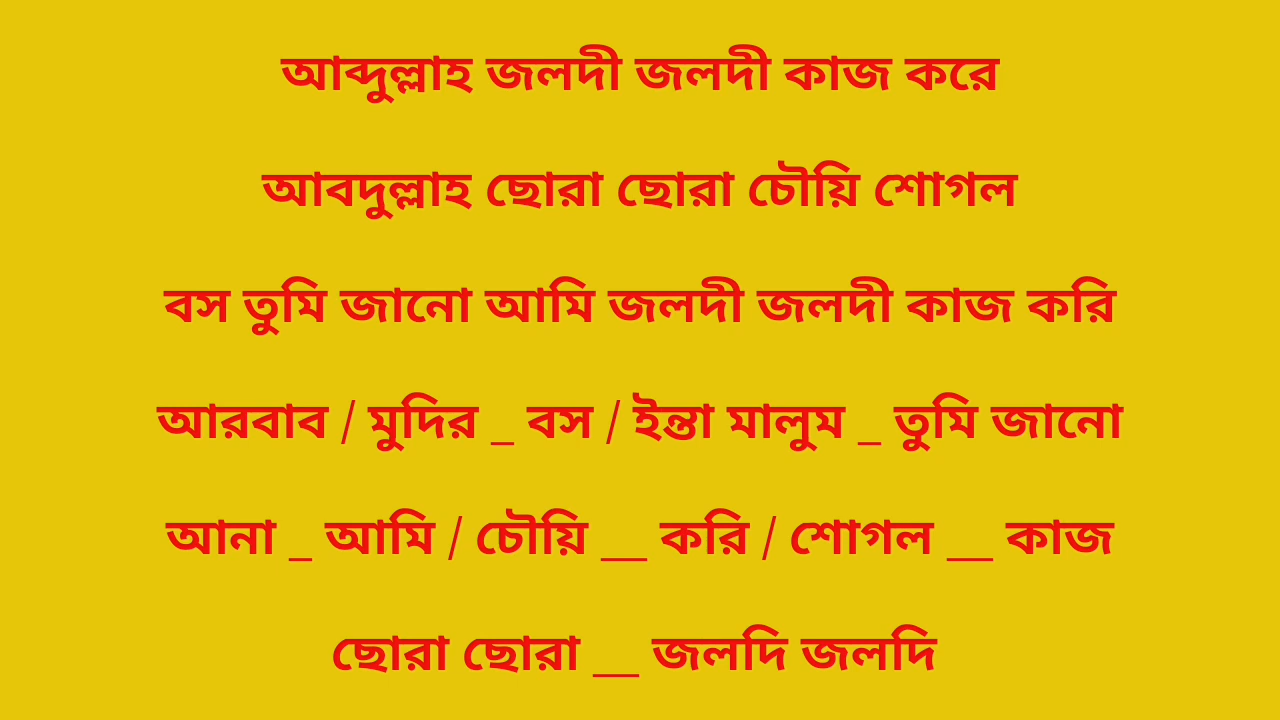 আব্দুল্লাহ জলদী জলদী কাজ করে
আবদুল্লাহ ছোরা ছোরা চৌয়ি শোগল
বস তুমি জানো আমি জলদী জলদী কাজ করি
আরবাব / মুদির _ বস / ইন্তা মালুম _ তুমি জানো
আনা _ আমি / চৌয়ি __ করি / শোগল __ কাজ
ছোরা ছোরা __ জলদি জলদি